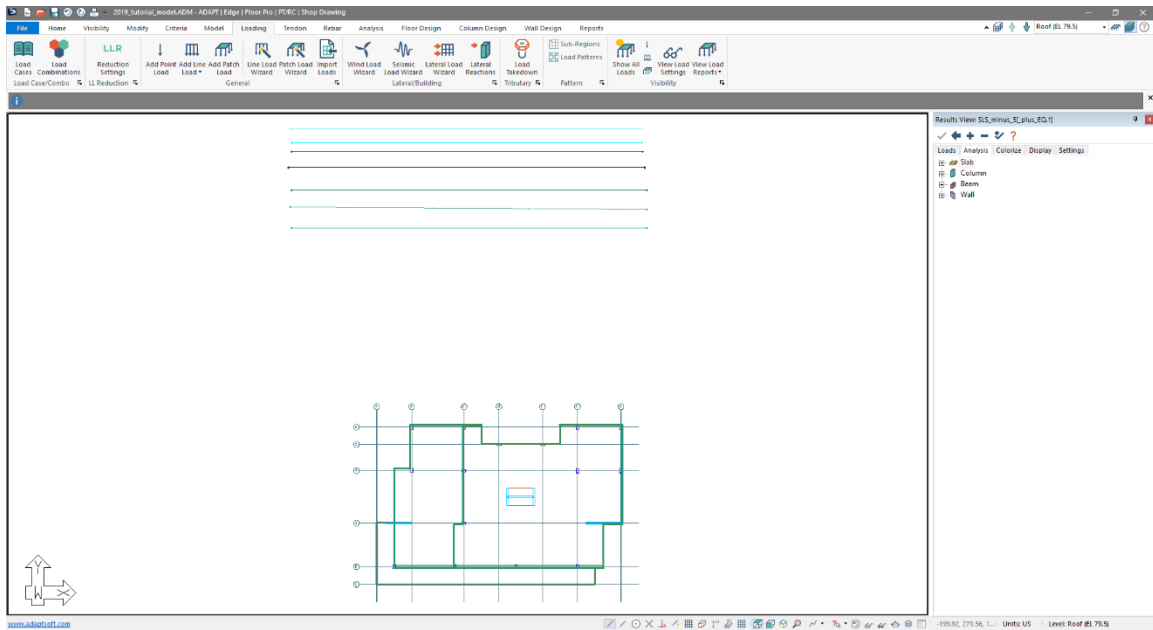 2019_tutorial_model.ADM - ADAPT | Edge | Floor Pro | PT/RC | Shop Drawing
File Home Visibility Modify Criteria Model Loading Tendon Rebar Analysis Floor Design Column Design Wall Design Reports Roof (EL 79.5)
LLR
Load Cases
Load Combinations
Reduction Settings
Add Point Load
Add Line Load
Add Patch Load
Line Load Wizard
Patch Load Wizard
Import Loads
Wind Load Wizard
Seismic Load Wizard
Lateral Load Wizard
Lateral Reactions
Load Takedown
Sub-Regions
Load Patterns
Show All Loads
View Load Settings
View Load Reports
Load Case/Combo LL Reduction General Lateral/Building Tributary Pattern Visibility
Results View: SLS_minus_5[_plus_EQ,1]
Loads Analysis Colorize Display Settings
Slab
Column
Beam
Wall
Y
W X
www.adaptsoft.com
-199.92, 279.56, 1... Units: US Level: Roof (EL 79.5)